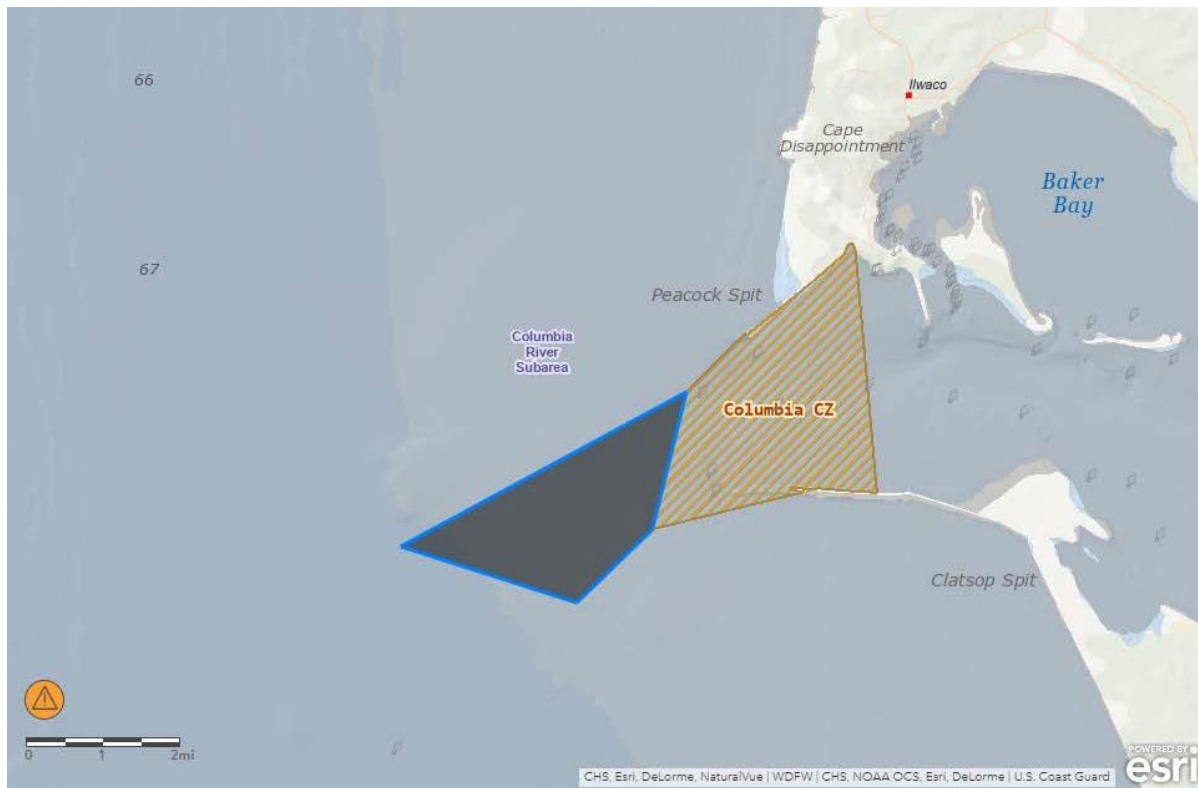 66
Ilwaco
Cape
Disappointment
Baker
Bay
67
Peacock Spit
Columbia
River
Subarea
Columbia CZ
Clatsop Spit
0 1 2mi
CHS, Esri, DeLorme, NaturalVue | WDFW | CHS, NOAA OCS, Esri, DeLorme | U.S. Coast Guard
POWERED BY
esri